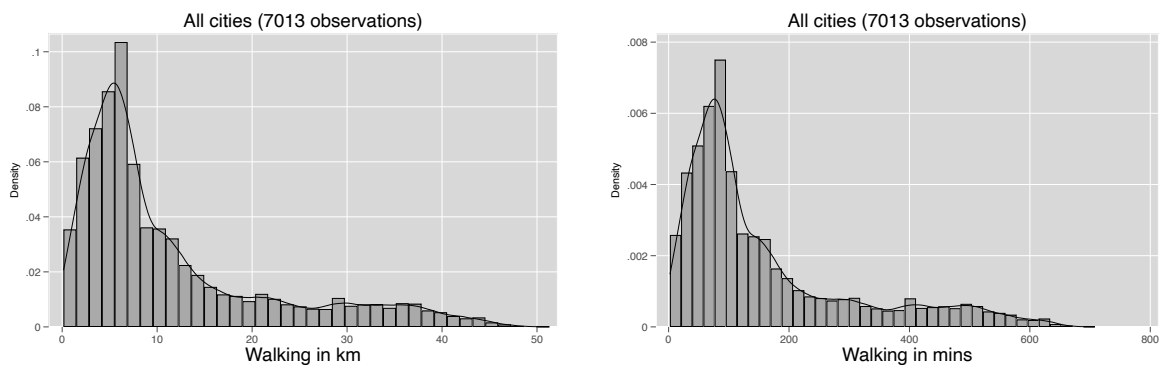 All cities (7013 observations)
.1
.08
.06
.04
.02
0
Density
0 10 20 30 40 50
Walking in km
All cities (7013 observations)
.008
.006
.004
.002
0
Density
0 200 400 600 800
Walking in mins